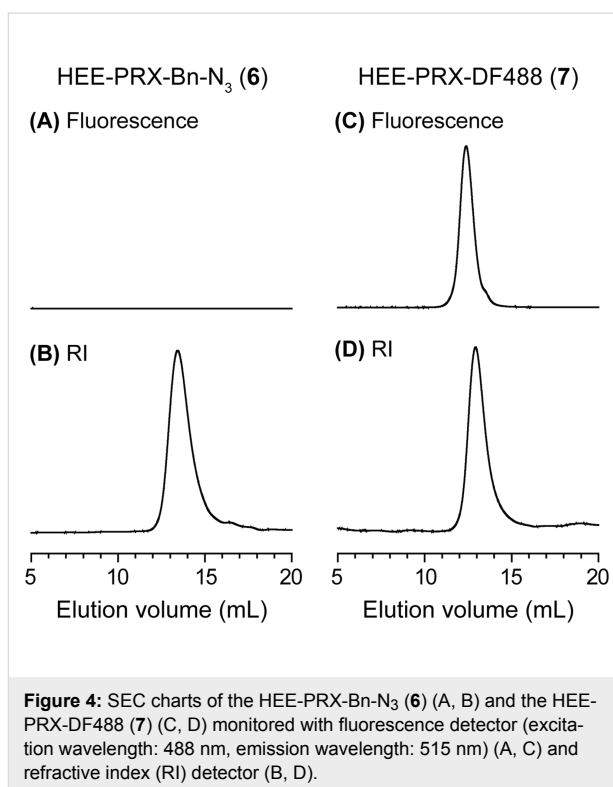 HEE-PRX-Bn-N₃ (6)
(A) Fluorescence
(B) RI
5 10 15 20
Elution volume (mL)
HEE-PRX-DF488 (7)
(C) Fluorescence
(D) RI
5 10 15 20
Elution volume (mL)
Figure 4: SEC charts of the HEE-PRX-Bn-N₃ (6) (A, B) and the HEE-
PRX-DF488 (7) (C, D) monitored with fluorescence detector (excita-
tion wavelength: 488 nm, emission wavelength: 515 nm) (A, C) and
refractive index (RI) detector (B, D).